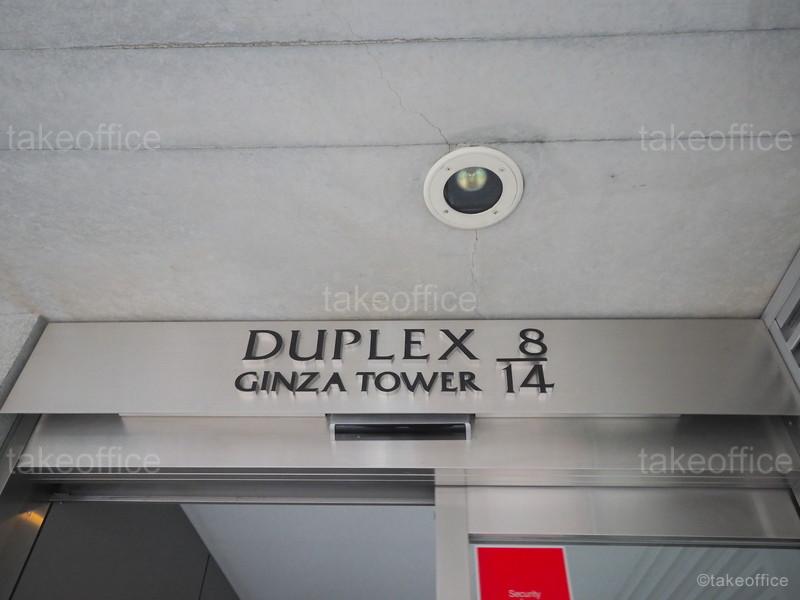 takeoffice takeoffice
takeoffice
DUPLEX 8
GINZA TOWER 14
takeoffice takeoffice
©takeoffice
Security